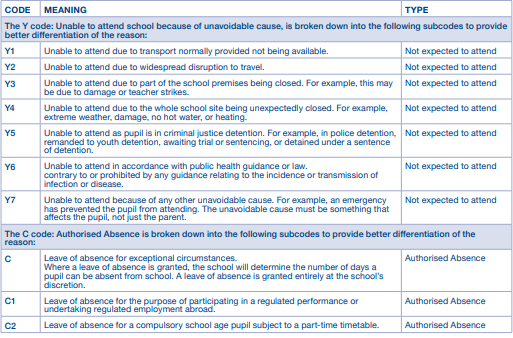 CODE MEANING TYPE
The Y code: Unable to attend school because of unavoidable cause, is broken down into the following subcodes to provide
better differentiation of the reason:
Y1 Unable to attend due to transport normally provided not being available. Not expected to attend
Y2 Unable to attend due to widespread disruption to travel. Not expected to attend
Y3 Unable to attend due to part of the school premises being closed. For example, this may Not expected to attend
be due to damage or teacher strikes.
Y4 Unable to attend due to the whole school site being unexpectedly closed. For example, Not expected to attend
extreme weather, damage, no hot water, or heating.
Y5 Unable to attend as pupil is in criminal justice detention. For example, in police detention, Not expected to attend
remanded to youth detention, awaiting trial or sentencing, or detained under a sentence
of detention.
Y6 Unable to attend in accordance with public health guidance or law. Not expected to attend
contrary to or prohibited by any guidance relating to the incidence or transmission of
infection or disease.
Y7 Unable to attend because of any other unavoidable cause. For example, an emergency Not expected to attend
has prevented the pupil from attending. The unavoidable cause must be something that
affects the pupil, not just the parent.
The C code: Authorised Absence is broken down into the following subcodes to provide better differentiation of the
reason:
C Leave of absence for exceptional circumstances. Authorised Absence
Where a leave of absence is granted, the school will determine the number of days a
pupil can be absent from school. A leave of absence is granted entirely at the school's
discretion.
C1 Leave of absence for the purpose of participating in a regulated performance or Authorised Absence
undertaking regulated employment abroad.
C2 Leave of absence for a compulsory school age pupil subject to a part-time timetable. Authorised Absence